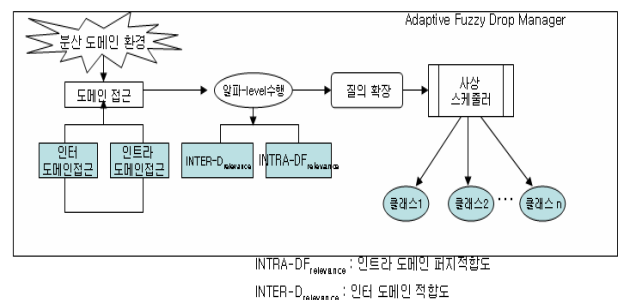 Adaptive Fuzzy Drop Manager
분산 도메인 환경
도메인 접근
알파-level수행
질의 확장
사상
스케줄러
인터
도메인접근
인트라
도메인접근
INTER-Drelevance
INTRA-DFrelevance
클래스1
클래스2
...
클래스 n
INTRA-DFrelevance : 인트라 도메인 퍼지적합도
INTER-Drelevance : 인터 도메인 적합도